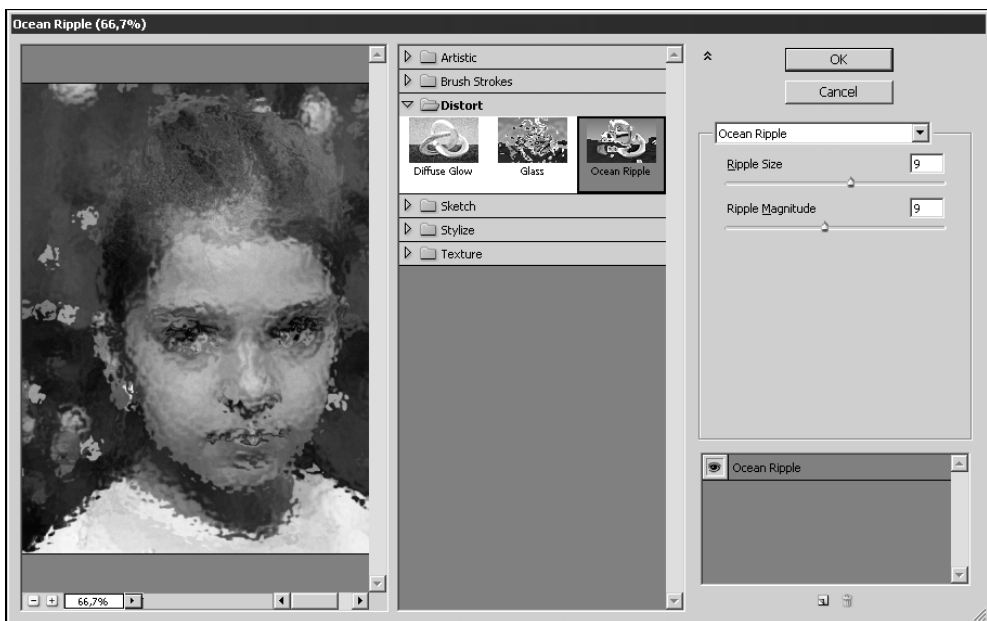 Ocean Ripple (66,7%)
Artistic
Brush Strokes
Distort
Diffuse Glow
Glass
Ocean Ripple
Sketch
Stylize
Texture
66,7%
OK
Cancel
Ocean Ripple
Ripple Size 9
Ripple Magnitude 9
Ocean Ripple